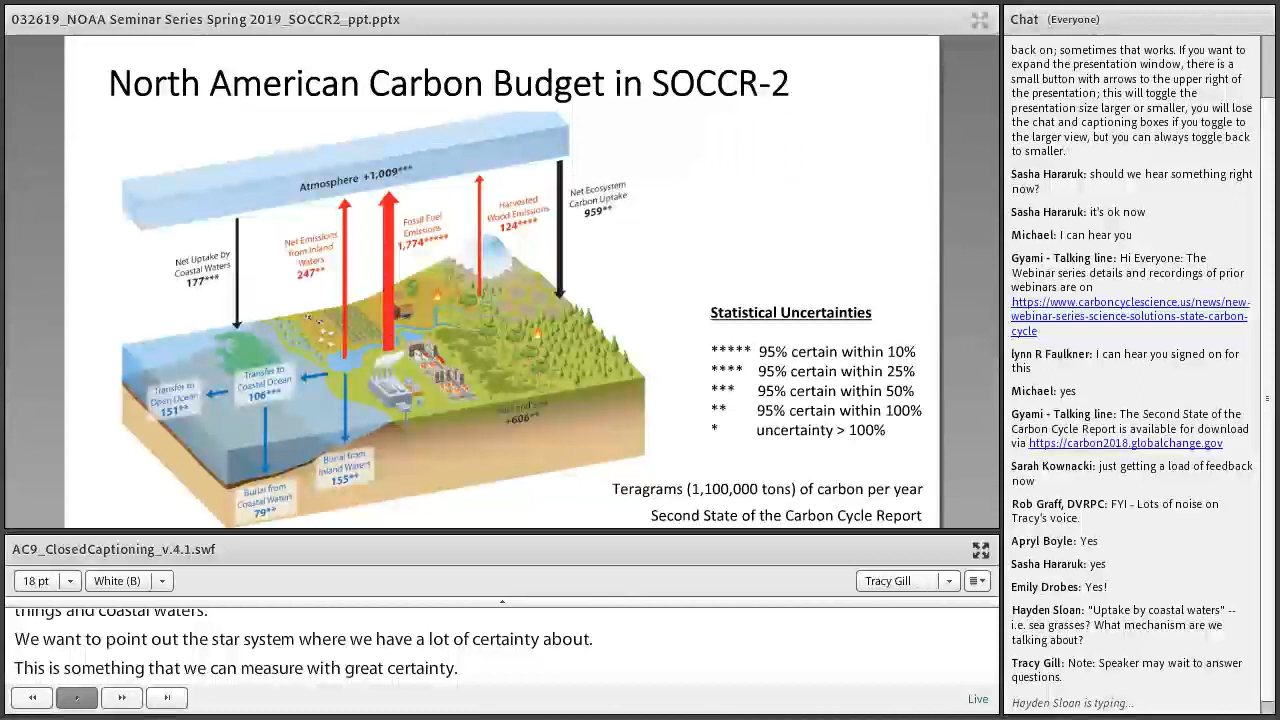 032619_NOAA Seminar Series Spring 2019_SOCCR2_ppt.pptx
North American Carbon Budget in SOCCR-2
Atmosphere +1,009***
Net Ecosystem
Carbon Uptake
959**
Harvested
Wood Emissions
124****
Fossil Fuel
Emissions
1,774*****
Net Emissions
from Inland
Waters
247**
Net Uptake by
Coastal Waters
177***
Statistical Uncertainties
***** 95% certain within 10%
**** 95% certain within 25%
*** 95% certain within 50%
** 95% certain within 100%
* uncertainty > 100%
Transfer to
Coastal Ocean
106***
Transfer to
Open Ocean
151**
+606**
Burial from
Inland Waters
155**
Burial from
Coastal Waters
79**
Teragrams (1,100,000 tons) of carbon per year
Second State of the Carbon Cycle Report
AC9_ClosedCaptioning_v.4.1.swf
18 pt
White (B)
Tracy Gill
things and coastal waters.
We want to point out the star system where we have a lot of certainty about.
This is something that we can measure with great certainty.
Live
Chat (Everyone)
back on; sometimes that works. If you want to
expand the presentation window, there is a
small button with arrows to the upper right of
the presentation; this will toggle the
presentation size larger or smaller, you will lose
the chat and captioning boxes if you toggle to
the larger view, but you can always toggle back
to smaller.
Sasha Hararuk: should we hear something right
now?
Sasha Hararuk: it's ok now
Michael: I can hear you
Gyami - Talking line: Hi Everyone: The
Webinar series details and recordings of prior
webinars are on
https://www.carboncyclescience.us/news/new-
webinar-series-science-solutions-state-carbon-
cycle
lynn R Faulkner: I can hear you signed on for
this
Michael: yes
Gyami - Talking line: The Second State of the
Carbon Cycle Report is available for download
via https://carbon2018.globalchange.gov
Sarah Kownacki: just getting a load of feedback
now
Rob Graff, DVRPC: FYI - Lots of noise on
Tracy's voice.
Apryl Boyle: Yes
Sasha Hararuk: yes
Emily Drobes: Yes!
Hayden Sloan: "Uptake by coastal waters" --
i.e. sea grasses? What mechanism are we
talking about?
Tracy Gill: Note: Speaker may wait to answer
questions.
Hayden Sloan is typing...